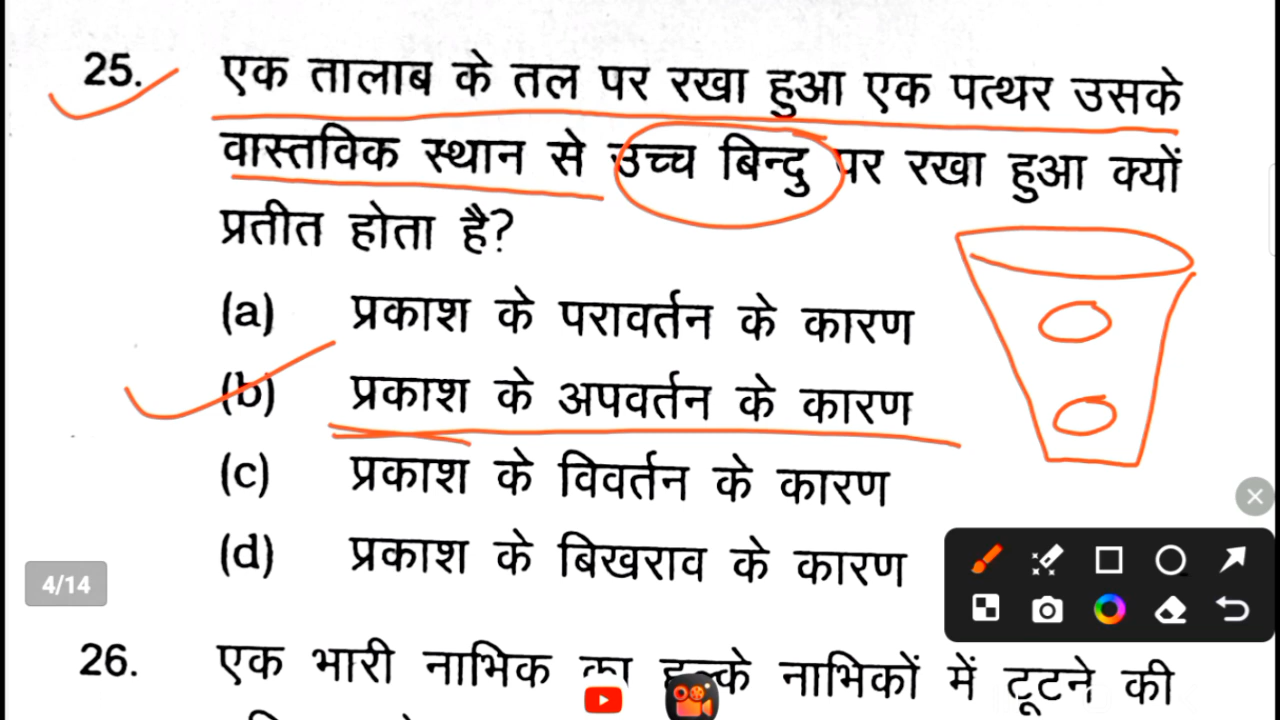 25. एक तालाब के तल पर रखा हुआ एक पत्थर उसके
वास्तविक स्थान से उच्च बिन्दु पर रखा हुआ क्यों
प्रतीत होता है?
(a) प्रकाश के परावर्तन के कारण
(b) प्रकाश के अपवर्तन के कारण
(c) प्रकाश के विवर्तन के कारण
(d) प्रकाश के बिखराव के कारण
4/14
26. एक भारी नाभिक का हल्के नाभिकों में टूटने की